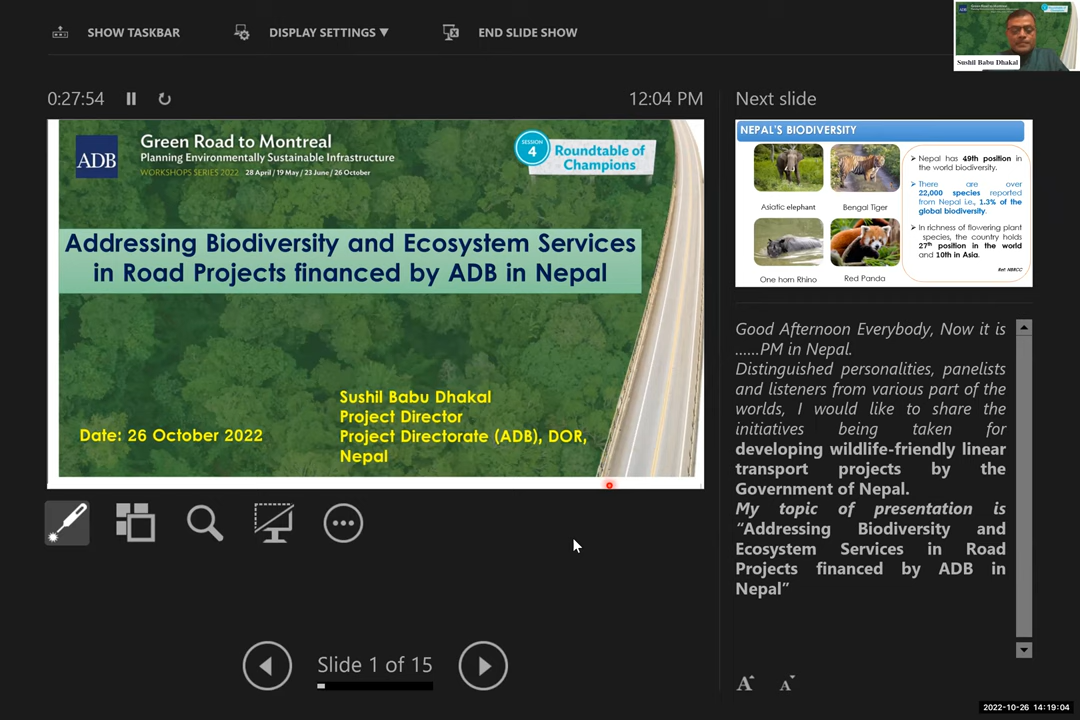 SHOW TASKBAR
DISPLAY SETTINGS ▼
END SLIDE SHOW
Sushil Babu Dhakal
0:27:54
12:04 PM
Next slide
ADB
Green Road to Montreal
Planning Environmentally Sustainable Infrastructure
WORKSHOPS SERIES 2022 28 April / 19 May / 23 June / 26 October
SESSION
4
Roundtable of
Champions
Addressing Biodiversity and Ecosystem Services
in Road Projects financed by ADB in Nepal
Sushil Babu Dhakal
Project Director
Project Directorate (ADB), DOR,
Nepal
Date: 26 October 2022
NEPAL'S BIODIVERSITY
Asiatic elephant
Bengal Tiger
One horn Rhino
Red Panda
➢ Nepal has 49th position in
the world biodiversity.
➢ There are over
22,000 species reported
from Nepal i.e., 1.3% of the
global biodiversity.
➢ In richness of flowering plant
species, the country holds
27th position in the world
and 10th in Asia.
Ref: NBRCC
Good Afternoon Everybody, Now it is
......PM in Nepal.
Distinguished personalities, panelists
and listeners from various part of the
worlds, I would like to share the
initiatives being taken for
developing wildlife-friendly linear
transport projects by the
Government of Nepal.
My topic of presentation is
“Addressing Biodiversity and
Ecosystem Services in Road
Projects financed by ADB in
Nepal”
Slide 1 of 15
A A
2022-10-26 14:19:04